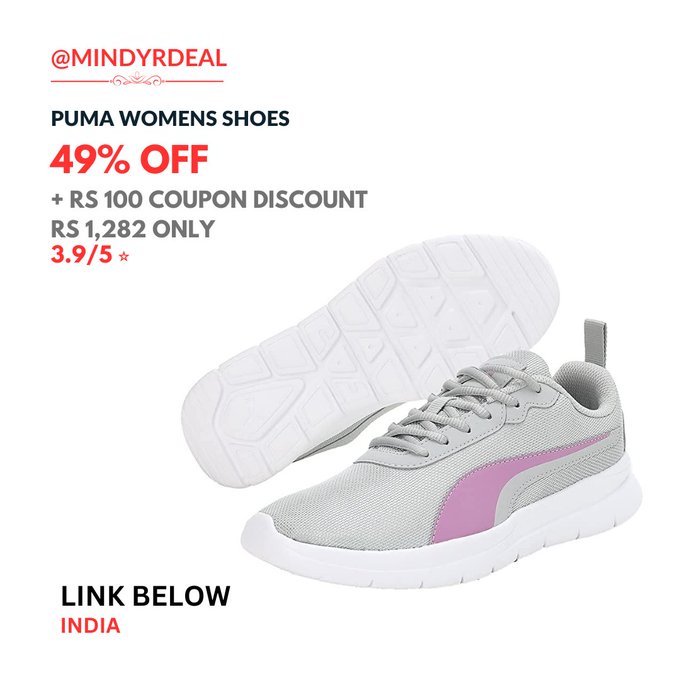 @MINDYRDEAL
PUMA WOMENS SHOES
49% OFF
+ RS 100 COUPON DISCOUNT
RS 1,282 ONLY
3.9/5 ☆
LINK BELOW
INDIA